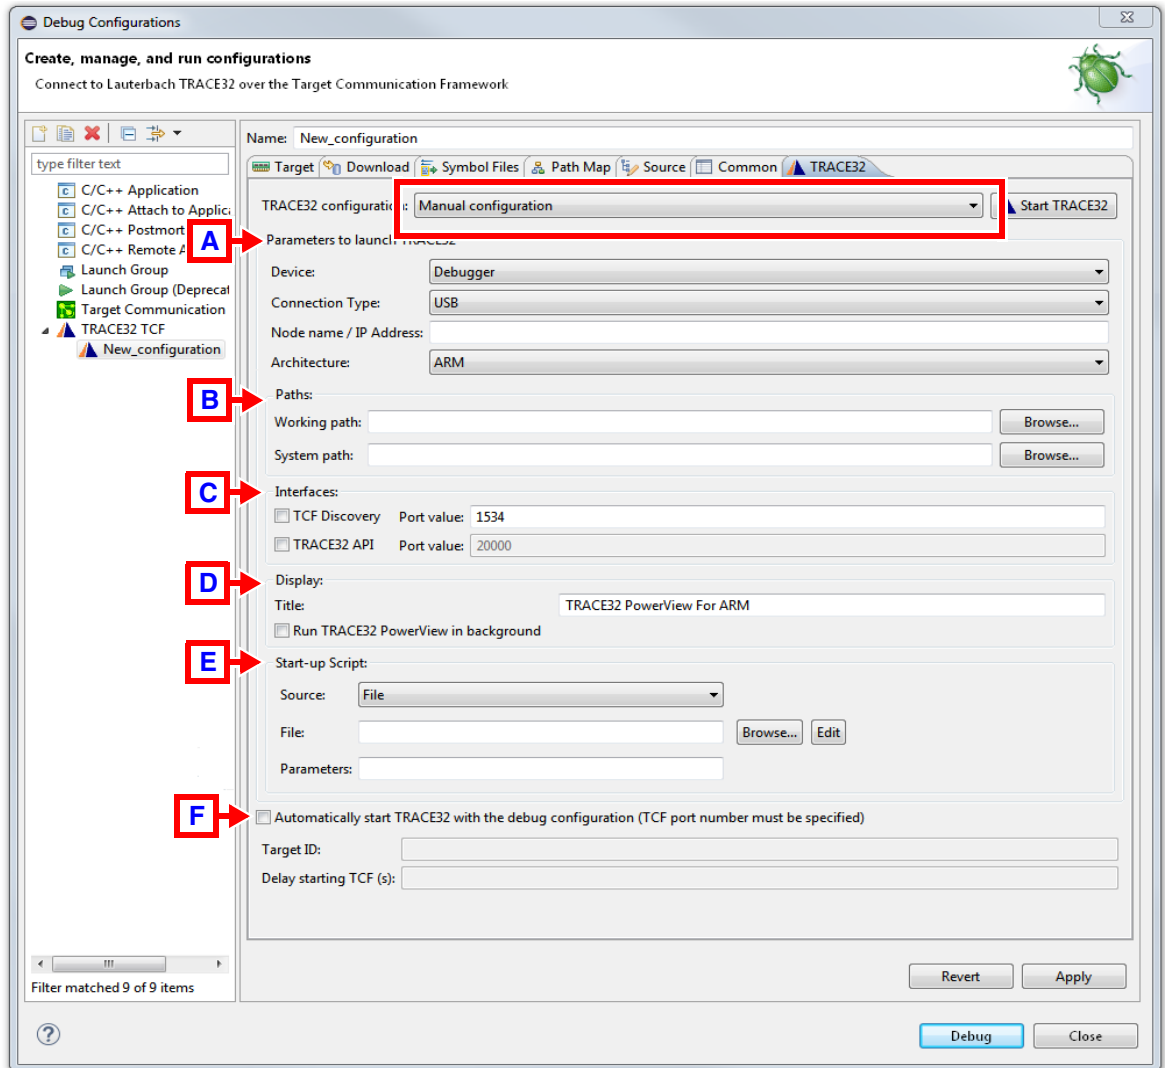 Debug Configurations
Create, manage, and run configurations
Connect to Lauterbach TRACE32 over the Target Communication Framework
type filter text
C/C++ Application
C/C++ Attach to Applica
C/C++ Postmort
C/C++ Remote A
Launch Group
Launch Group (Deprecat
Target Communication
TRACE32 TCF
New_configuration
Filter matched 9 of 9 items
Name: New_configuration
Target Download Symbol Files Path Map Source Common TRACE32
TRACE32 configuration: Manual configuration Start TRACE32
A Parameters to launch TRACE32
Device: Debugger
Connection Type: USB
Node name / IP Address:
Architecture: ARM
B Paths:
Working path: Browse...
System path: Browse...
C Interfaces:
TCF Discovery Port value: 1534
TRACE32 API Port value: 20000
D Display:
Title: TRACE32 PowerView For ARM
Run TRACE32 PowerView in background
E Start-up Script:
Source: File
File: Browse... Edit
Parameters:
F Automatically start TRACE32 with the debug configuration (TCF port number must be specified)
Target ID:
Delay starting TCF (s):
Revert Apply
Debug Close